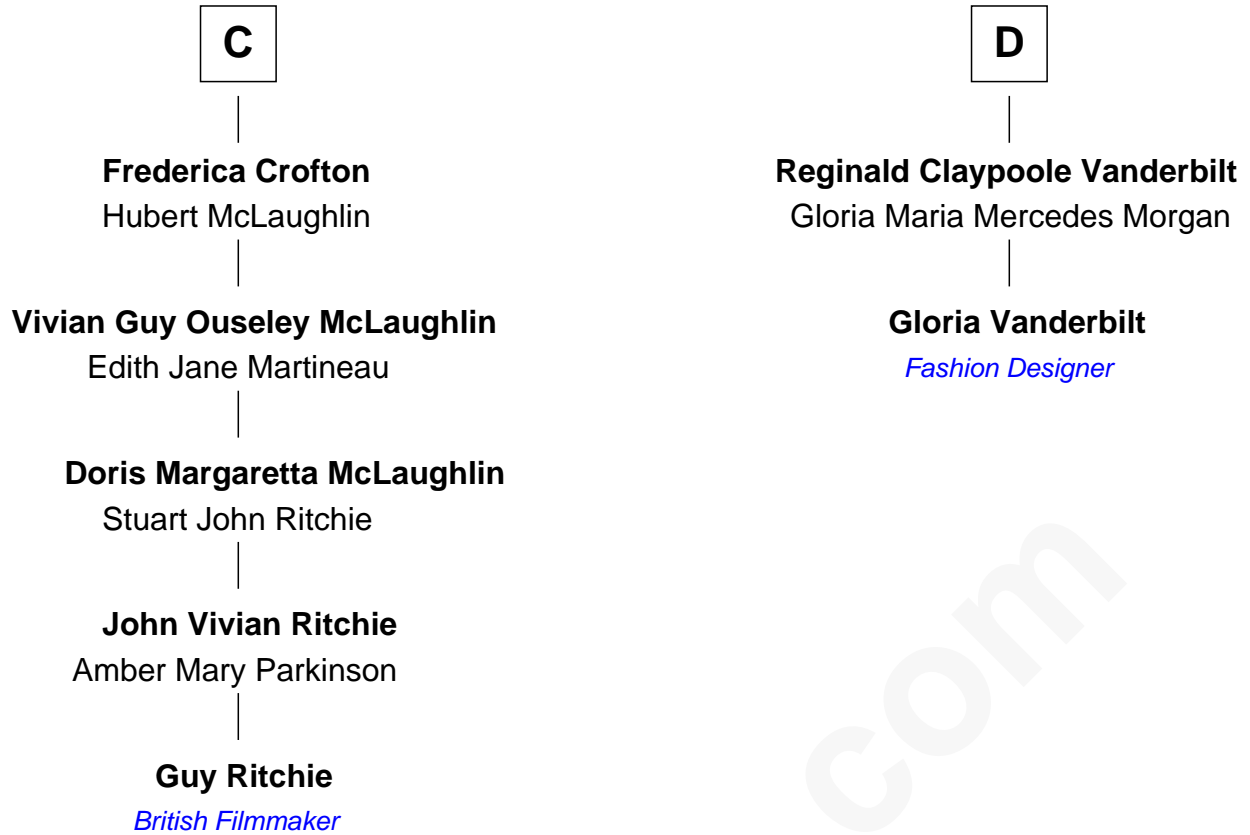 C
Frederica Crofton
Hubert McLaughlin
Vivian Guy Ouseley McLaughlin
Edith Jane Martineau
Doris Margaretta McLaughlin
Stuart John Ritchie
John Vivian Ritchie
Amber Mary Parkinson
Guy Ritchie
British Filmmaker
D
Reginald Claypoole Vanderbilt
Gloria Maria Mercedes Morgan
Gloria Vanderbilt
Fashion Designer
com